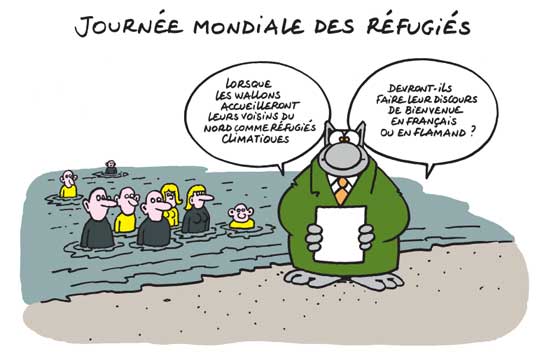 JOURNÉE MONDIALE DES RÉFUGIÉS
LORSQUE
LES WALLONS
ACCUEILLERONT
LEURS VOISINS DU
NORD COMME RÉFUGIÉS
CLIMATIQUES
DEVRONT-ILS
FAIRE LEUR DISCOURS
DE BIENVENUE
EN FRANÇAIS
OU EN FLAMAND ?